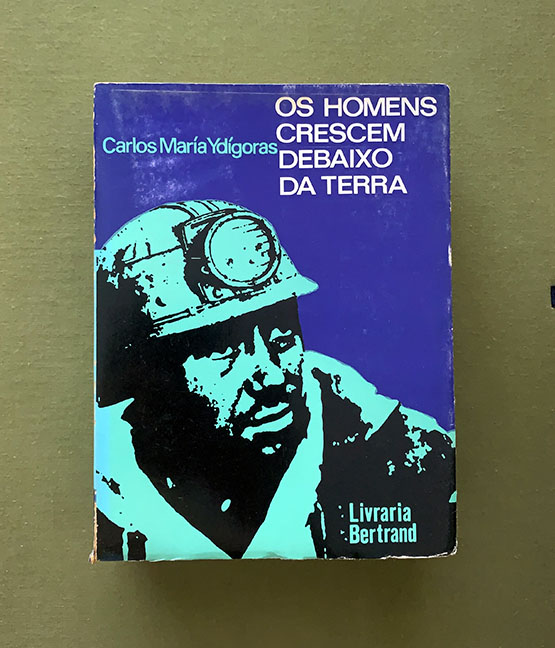 OS HOMENS
CRESCEM
Carlos María Ydígoras
DEBAIXO
DA TERRA
Livraria
Bertrand